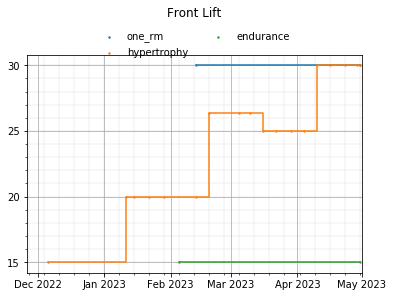 Front Lift
one_rm endurance
hypertrophy
30
25
20
15
Dec 2022 Jan 2023 Feb 2023 Mar 2023 Apr 2023 May 2023